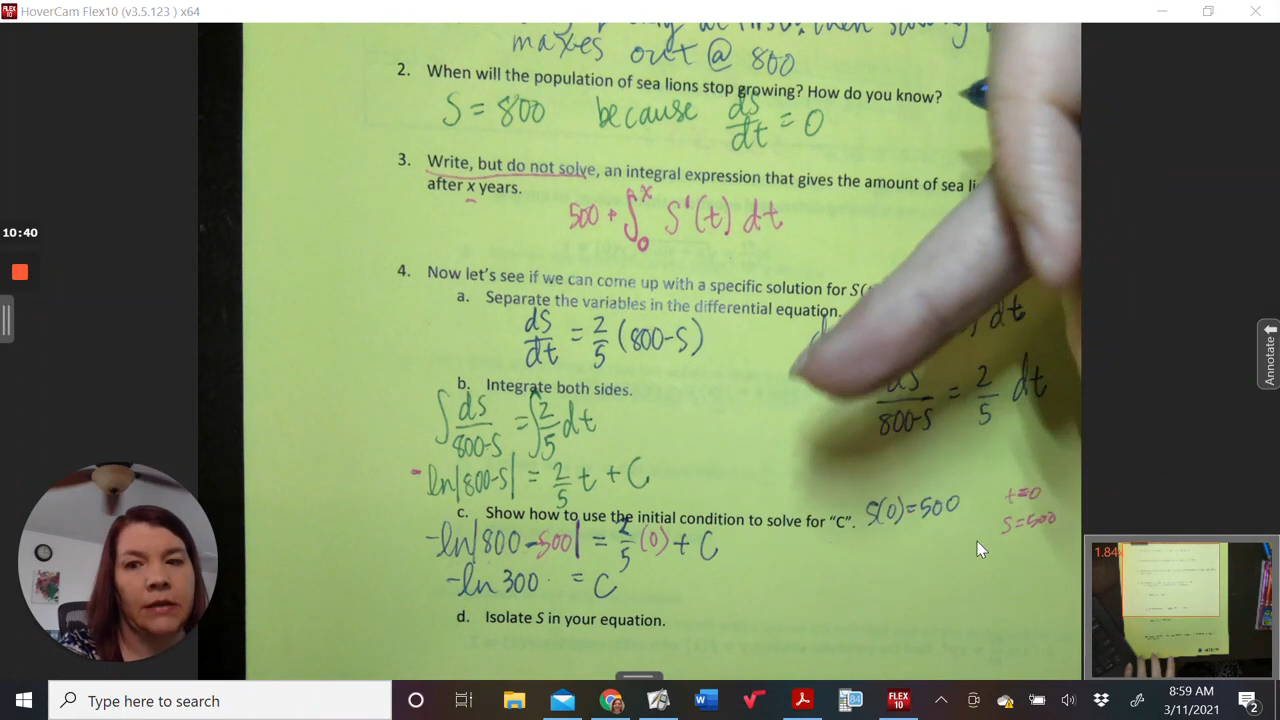 HoverCam Flex10 (v3.5.123) x64
maxes out @ 800
2. When will the population of sea lions stop growing? How do you know?
S = 800 because dS/dt = 0
3. Write, but do not solve, an integral expression that gives the amount of sea li
after x years.
500 + ∫₀ˣ S'(t) dt
10:40
4. Now let's see if we can come up with a specific solution for S(
a. Separate the variables in the differential equation.
dS/dt = 2/5 (800-S)
dt
dS/800-S = 2/5 dt
b. Integrate both sides.
∫ dS/800-S = ∫ 2/5 dt
-ln|800-S| = 2/5 t + C
c. Show how to use the initial condition to solve for "C". S(0)=500
t=0
S=500
-ln|800-500| = 2/5 (0) + C
-ln 300 = C
d. Isolate S in your equation.
Annotate
1.84x
Type here to search
FLEX 10
8:59 AM
3/11/2021
2